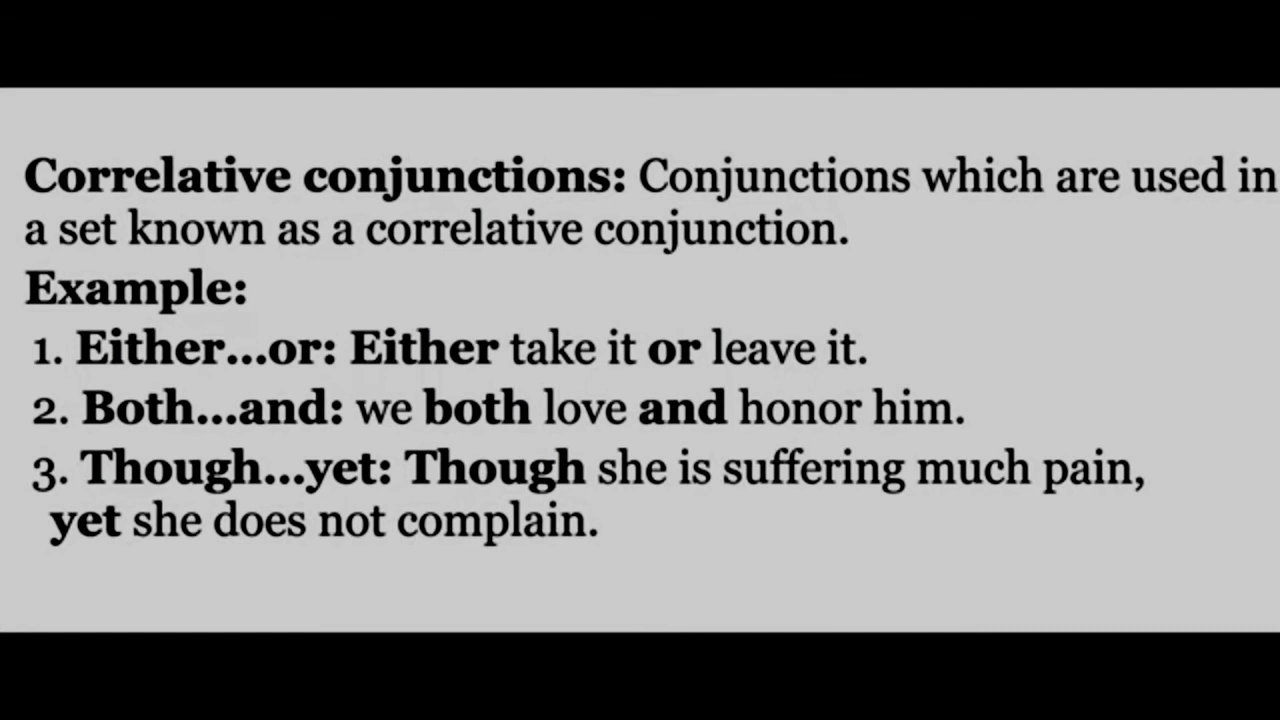 Correlative conjunctions: Conjunctions which are used in
a set known as a correlative conjunction.
Example:
1. Either...or: Either take it or leave it.
2. Both...and: we both love and honor him.
3. Though...yet: Though she is suffering much pain,
yet she does not complain.